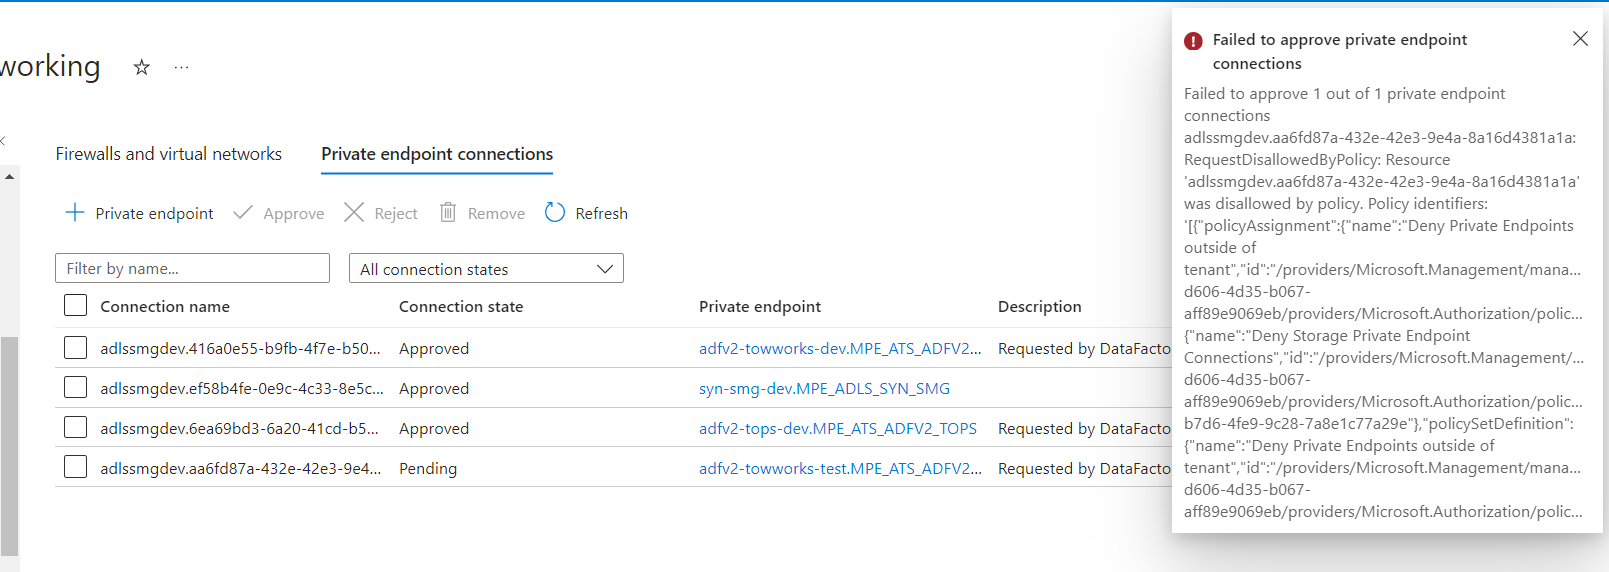 working
Firewalls and virtual networks
Private endpoint connections
Private endpoint
Approve
Reject
Remove
Refresh
Filter by name...
All connection states
Connection name Connection state Private endpoint Description
adlssmgdev.416a0e55-b9fb-4f7e-b50... Approved adfv2-towworks-dev.MPE_ATS_ADFV2... Requested by DataFacto
adlssmgdev.ef58b4fe-0e9c-4c33-8e5c... Approved syn-smg-dev.MPE_ADLS_SYN_SMG
adlssmgdev.6ea69bd3-6a20-41cd-b5... Approved adfv2-tops-dev.MPE_ATS_ADFV2_TOPS Requested by DataFacto
adlssmgdev.aa6fd87a-432e-42e3-9e4... Pending adfv2-towworks-test.MPE_ATS_ADFV2... Requested by DataFacto
Failed to approve private endpoint
connections
Failed to approve 1 out of 1 private endpoint
connections
adlssmgdev.aa6fd87a-432e-42e3-9e4a-8a16d4381a1a:
RequestDisallowedByPolicy: Resource
'adlssmgdev.aa6fd87a-432e-42e3-9e4a-8a16d4381a1a'
was disallowed by policy. Policy identifiers:
'[{"policyAssignment":{"name":"Deny Private Endpoints
outside of
tenant","id":"/providers/Microsoft.Management/mana...
d606-4d35-b067-
aff89e9069eb/providers/Microsoft.Authorization/polic...
{"name":"Deny Storage Private Endpoint
Connections","id":"/providers/Microsoft.Management/...
d606-4d35-b067-
aff89e9069eb/providers/Microsoft.Authorization/polic...
b7d6-4fe9-9c28-7a8e1c77a29e"},"policySetDefinition":
{"name":"Deny Private Endpoints outside of
tenant","id":"/providers/Microsoft.Management/mana...
d606-4d35-b067-
aff89e9069eb/providers/Microsoft.Authorization/polic...